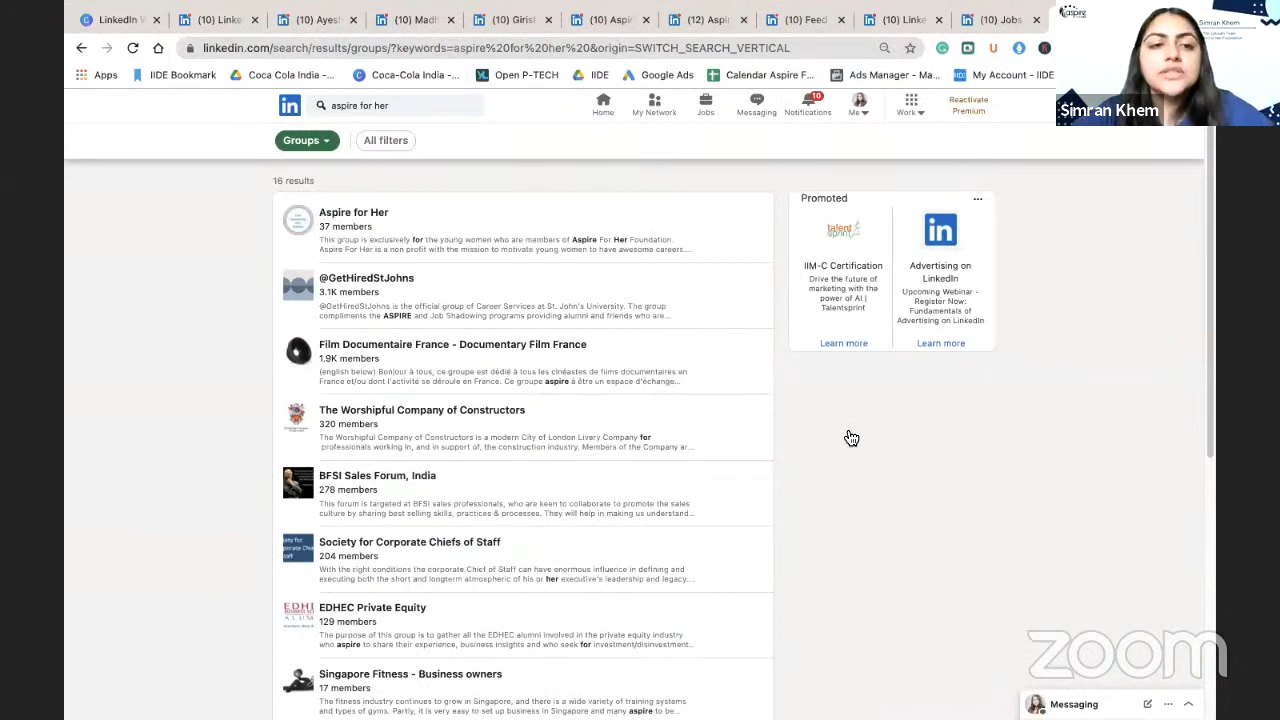 LinkedIn V
(10) Linke
(10) Ayes
(10) Madh
(10) Giris
(10) Aspi
(12) Aspi
(10) Feed
(10) Linke
(10) Jobs
Apps
IIDE Bookmark
Coca Cola India -...
Coca-Cola India -...
Open P-TECH
IIDE
Google Ads
Calendar Aspire F...
Ads Manager - Ma...
My Account - IIDE
aspire
Simran Khem
Simran Khem
in
aspire for her
Home
My Network
Jobs
Messaging
10
Notifications
Me
Work
Reactivate
Premium
Groups
All filters
16 results
Aspire for Her
37 members
This group is exclusively for the young women who are members of Aspire For Her Foundation.
Aspire For Her is a non profit with the mission to motivate young women to have awesome careers....
@GetHiredStJohns
3.1K members
@GetHiredStJohns is the official group of Career Services at St. John's University. The group
compliments the ASPIRE and Job Shadowing programs providing alumni and friends who are...
Film Documentaire France - Documentary Film France
1.9K members
(english below) Bonjour à tous, ce groupe est dédié à tous les cinéastes de films documentaires en
France et/ou dont l'activité se déroule en France. Ce groupe aspire à être un espace d'échange...
The Worshipful Company of Constructors
320 members
The Worshipful Company of Constructors is a modern City of London Livery Company for
professionals working in, and in support of, the construction industry. Members of the Company ar...
BFSI Sales Forum, India
278 members
This forum is targeted at BFSI sales professionals, who are keen to collaborate to promote the sales
culture by sharing best selling skills, practices & processes. They will help in making us understand...
Society for Corporate Chiefs of Staff
204 members
With the right conditions the corporate Chief of Staff can have enormous influence in defining and
executing both the short and longterm atmospheric of his or her executive's leadership and legacy....
EDHEC Private Equity
129 members
The purpose of this group is to gather all the EDHEC alumni involved in the private equity industry
who aspire to share their experience, business insights and who seek for investment/disinvestment...
Singapore Fitness - Business owners
17 members
The fitness industry continues to grow in Singapore, and there is a wide variety of training systems
and types of gyms. Partly, it is very easy to set up business in Singapore and many aspire to be...
Promoted
talent
sprint
IIM-C Certification
Drive the future of
marketing with the
power of AI |
Talentsprint
Learn more
in
Advertising on
LinkedIn
Upcoming Webinar -
Register Now:
Fundamentals of
Advertising on LinkedIn
Learn more
zoom
Messaging